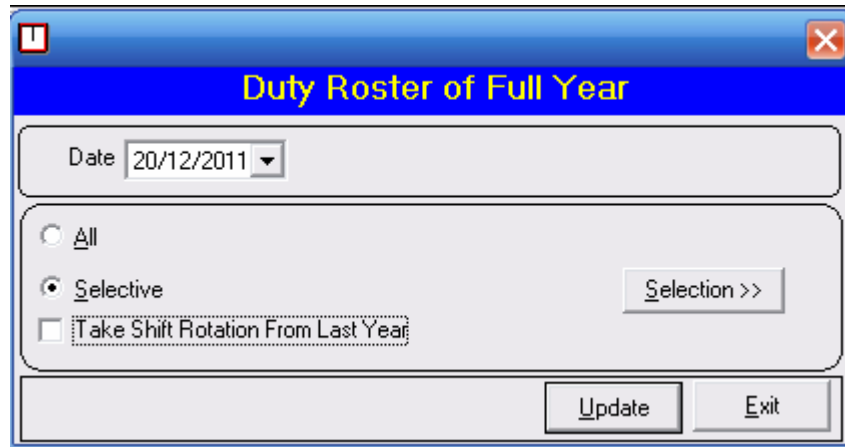 Duty Roster of Full Year
Date 20/12/2011
All
Selective
Selection >>
Take Shift Rotation From Last Year
Update Exit